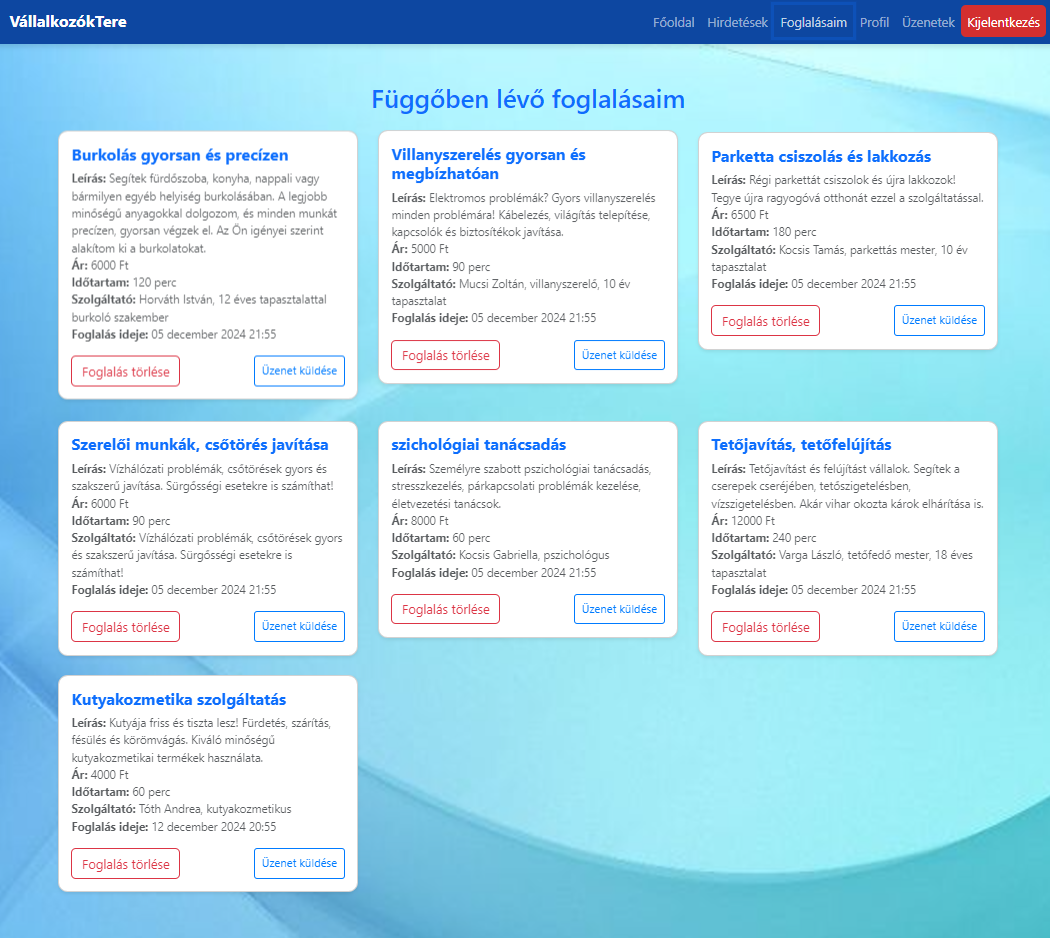 VállalkozókTere
Főoldal Hirdetések Foglalásaim Profil Üzenetek Kijelentkezés
Függőben lévő foglalásaim
Burkolás gyorsan és precízen
Leírás: Segítek fürdőszoba, konyha, nappali vagy
bármilyen egyéb helyiség burkolásában. A legjobb
minőségű anyagokkal dolgozom, és minden munkát
precízen, gyorsan végzek el. Az Ön igényei szerint
alakítom ki a burkolatokat.
Ár: 6000 Ft
Időtartam: 120 perc
Szolgáltató: Horváth István, 12 éves tapasztalattal
burkoló szakember
Foglalás ideje: 05 december 2024 21:55
Foglalás törlése Üzenet küldése
Villanyszerelés gyorsan és
megbízhatóan
Leírás: Elektromos problémák? Gyors villanyszerelés
minden problémára! Kábelezés, világítás telepítése,
kapcsolók és biztosítékok javítása.
Ár: 5000 Ft
Időtartam: 90 perc
Szolgáltató: Mucsi Zoltán, villanyszerelő, 10 év
tapasztalat
Foglalás ideje: 05 december 2024 21:55
Foglalás törlése Üzenet küldése
Parketta csiszolás és lakkozás
Leírás: Régi parkettát csiszolok és újra lakkozok!
Tegye újra ragyogóvá otthonát ezzel a szolgáltatással.
Ár: 6500 Ft
Időtartam: 180 perc
Szolgáltató: Kocsis Tamás, parkettás mester, 10 év
tapasztalat
Foglalás ideje: 05 december 2024 21:55
Foglalás törlése Üzenet küldése
Szerelői munkák, csőtörés javítása
Leírás: Vízhálózati problémák, csőtörések gyors és
szakszerű javítása. Sürgősségi esetekre is számíthat!
Ár: 6000 Ft
Időtartam: 90 perc
Szolgáltató: Vízhálózati problémák, csőtörések gyors
és szakszerű javítása. Sürgősségi esetekre is
számíthat!
Foglalás ideje: 05 december 2024 21:55
Foglalás törlése Üzenet küldése
szichológiai tanácsadás
Leírás: Személyre szabott pszichológiai tanácsadás,
stresszkezelés, párkapcsolati problémák kezelése,
életvezetési tanácsok.
Ár: 8000 Ft
Időtartam: 60 perc
Szolgáltató: Kocsis Gabriella, pszichológus
Foglalás ideje: 05 december 2024 21:55
Foglalás törlése Üzenet küldése
Tetőjavítás, tetőfelújítás
Leírás: Tetőjavítást és felújítást vállalok. Segítek a
cserepek cseréjében, tetőszigetelésben,
vízszigetelésben. Akár vihar okozta károk elhárítása is.
Ár: 12000 Ft
Időtartam: 240 perc
Szolgáltató: Varga László, tetőfedő mester, 18 éves
tapasztalat
Foglalás ideje: 05 december 2024 21:55
Foglalás törlése Üzenet küldése
Kutyakozmetika szolgáltatás
Leírás: Kutyája friss és tiszta lesz! Fürdetés, szárítás,
fésülés és körömvágás. Kiváló minőségű
kutyakozmetikai termékek használata.
Ár: 4000 Ft
Időtartam: 60 perc
Szolgáltató: Tóth Andrea, kutyakozmetikus
Foglalás ideje: 12 december 2024 20:55
Foglalás törlése Üzenet küldése